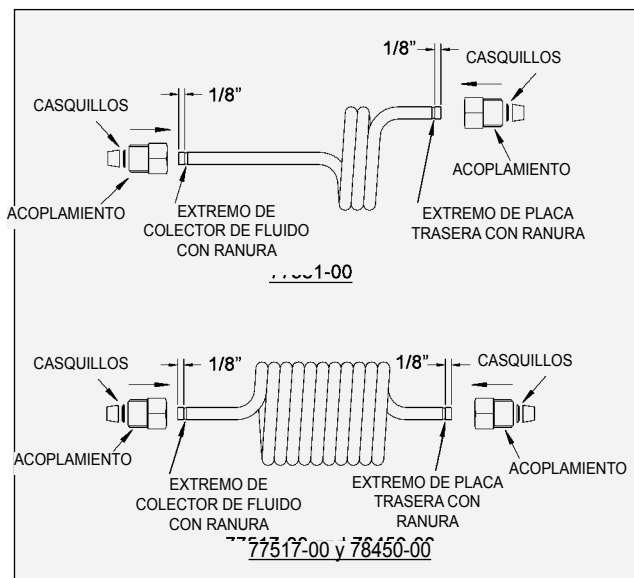 1/8”
CASQUILLOS
1/8”
CASQUILLOS
ACOPLAMIENTO
ACOPLAMIENTO
EXTREMO DE
COLECTOR DE FLUIDO
CON RANURA
EXTREMO DE PLACA
TRASERA CON RANURA
CASQUILLOS
1/8”
1/8”
CASQUILLOS
ACOPLAMIENTO
ACOPLAMIENTO
EXTREMO DE
COLECTOR DE FLUIDO
CON RANURA
EXTREMO DE PLACA
TRASERA CON
RANURA
77517-00 y 78450-00